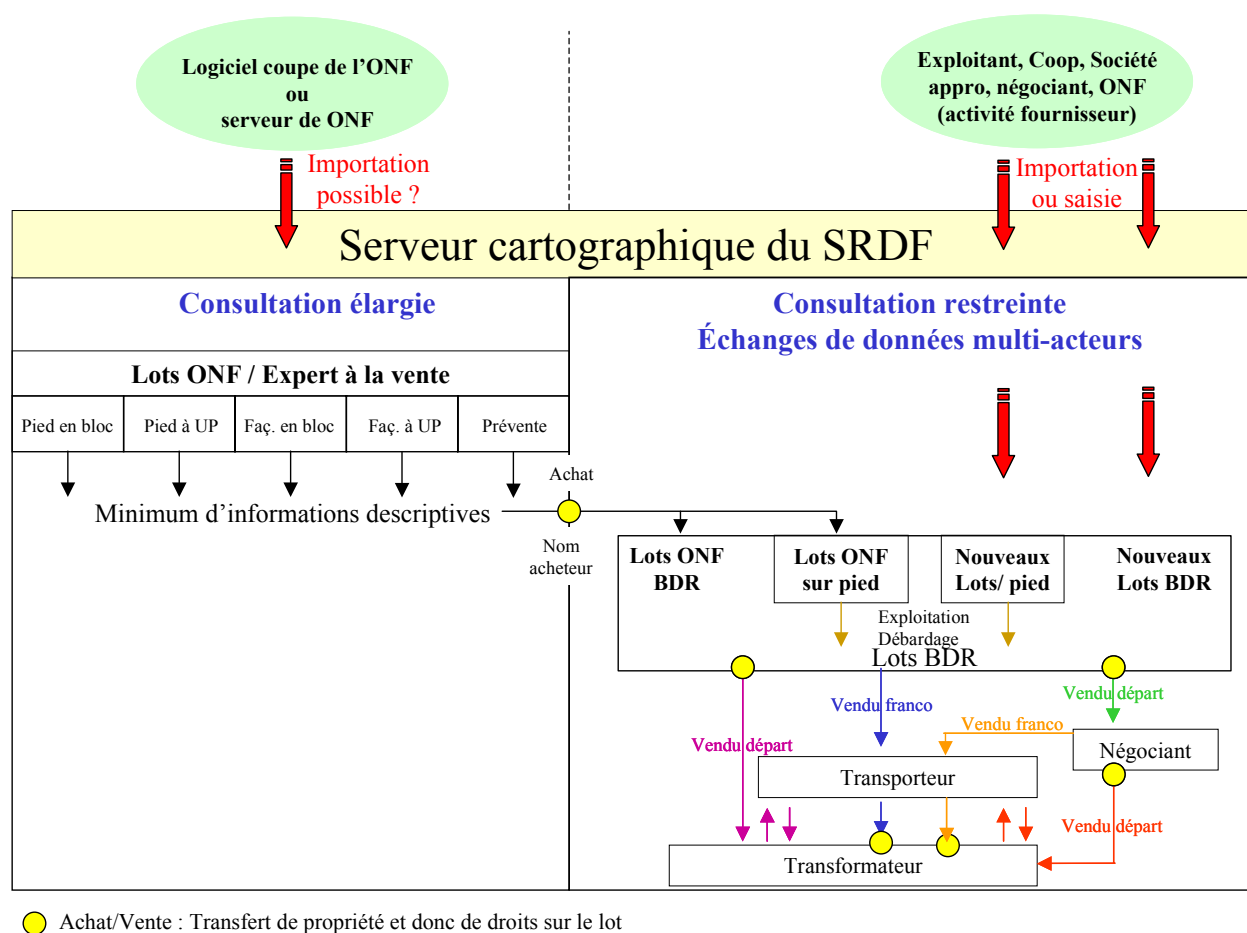 Logiciel coupe de l'ONF
ou
serveur de ONF
Exploitant, Coop, Société
appro, négociant, ONF
(activité fournisseur)
Importation
possible ?
Importation
ou saisie
Serveur cartographique du SRDF
Consultation élargie
Consultation restreinte
Échanges de données multi-acteurs
Lots ONF / Expert à la vente
Pied en bloc
Pied à UP
Faç. en bloc
Faç. à UP
Prévente
Minimum d'informations descriptives
Achat
Nom
acheteur
Lots ONF
BDR
Lots ONF
sur pied
Nouveaux
Lots/ pied
Nouveaux
Lots BDR
Exploitation
Débardage
Lots BDR
Vendu départ
Vendu franco
Vendu franco
Vendu départ
Négociant
Transporteur
Vendu départ
Transformateur
Achat/Vente : Transfert de propriété et donc de droits sur le lot